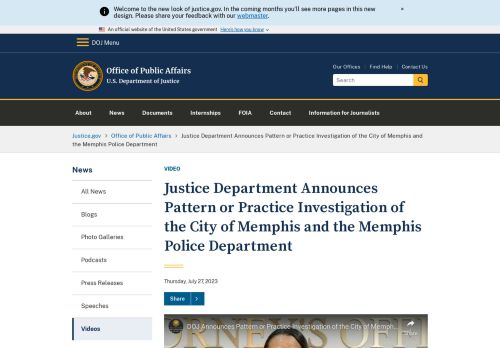 Welcome to the new look of justice.gov. In the coming months you'll see more pages in this new
design. Please share your feedback with our webmaster.
×
An official website of the United States government Here's how you know
DOJ Menu
Office of Public Affairs
U.S. Department of Justice
Our Offices Find Help Contact Us
Search
About News Documents Internships FOIA Contact Information for Journalists
Justice.gov > Office of Public Affairs > Justice Department Announces Pattern or Practice Investigation of the City of Memphis and
the Memphis Police Department
News
All News
Blogs
Photo Galleries
Podcasts
Press Releases
Speeches
Videos
VIDEO
Justice Department Announces
Pattern or Practice Investigation of
the City of Memphis and the Memphis
Police Department
Thursday, July 27, 2023
Share >
DOJ Announces Pattern or Practice Investigation of the City of Memph...
Share